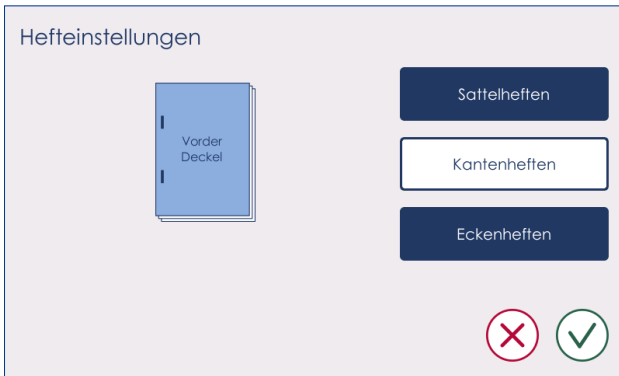 Hefteinstellungen
Vorder
Deckel
Sattelheften
Kantenheften
Eckenheften